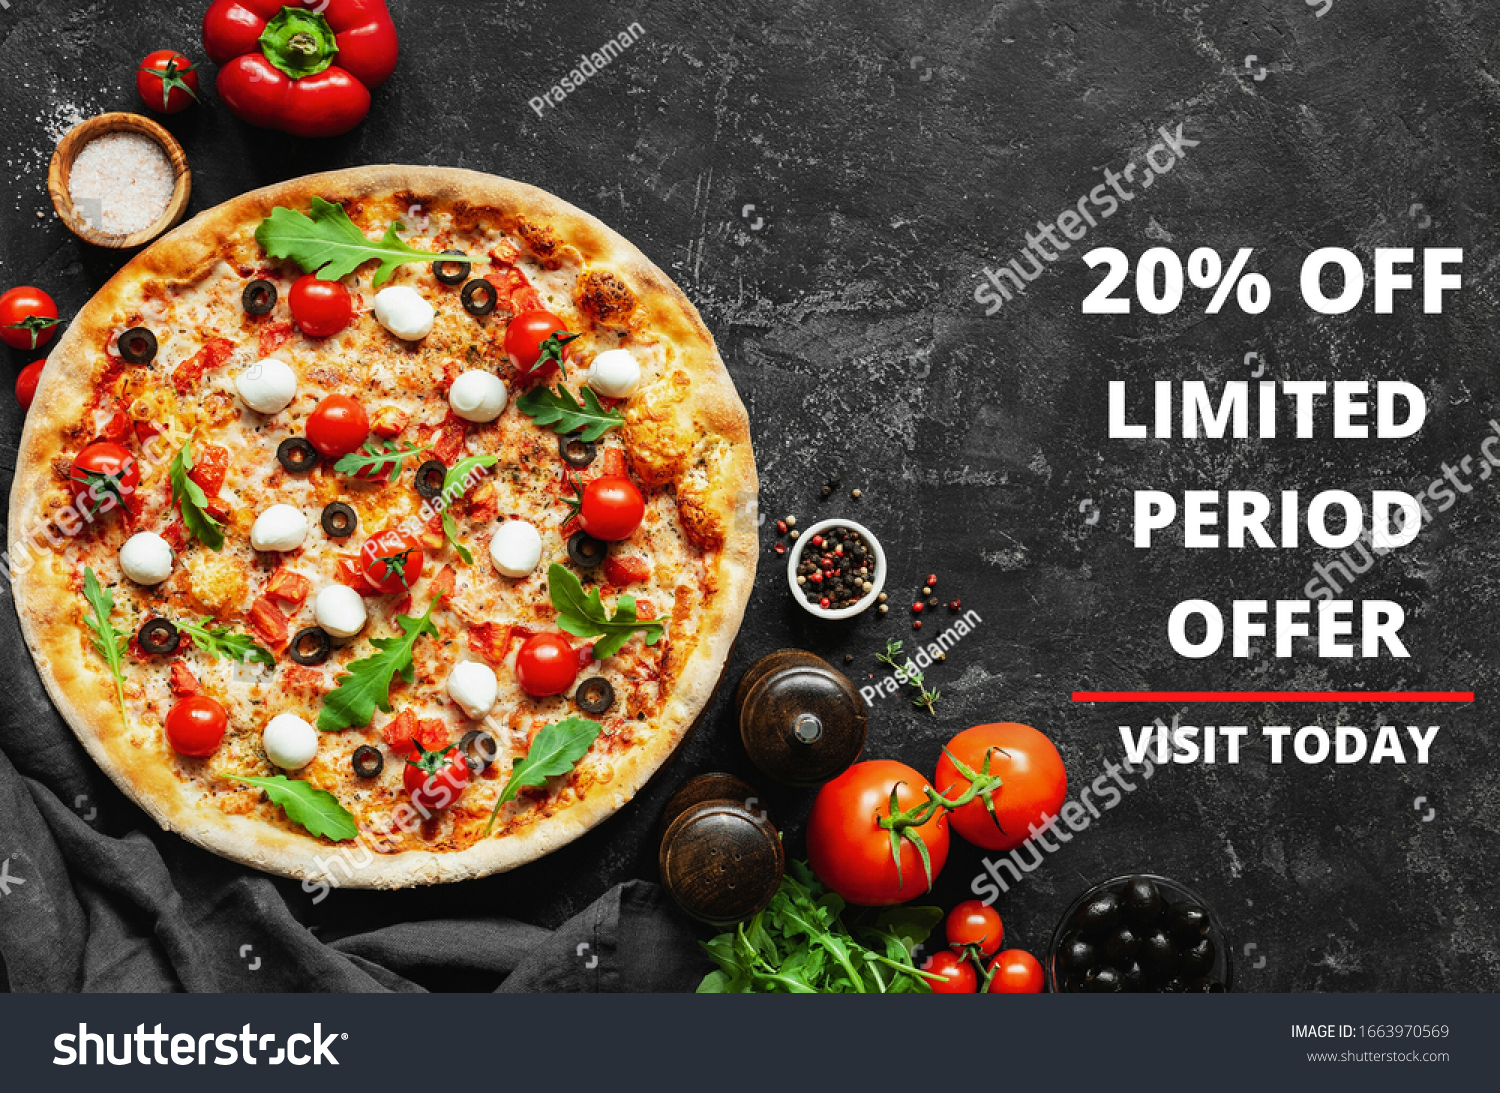 Prasadaman
shutterstock
20% OFF
LIMITED
PERIOD
OFFER
VISIT TODAY
shutterstock
Prasadaman
shutterstock
Prasadaman
shutterstock
shutterstock
shutterstock®
IMAGE ID: 1663970569
www.shutterstock.com